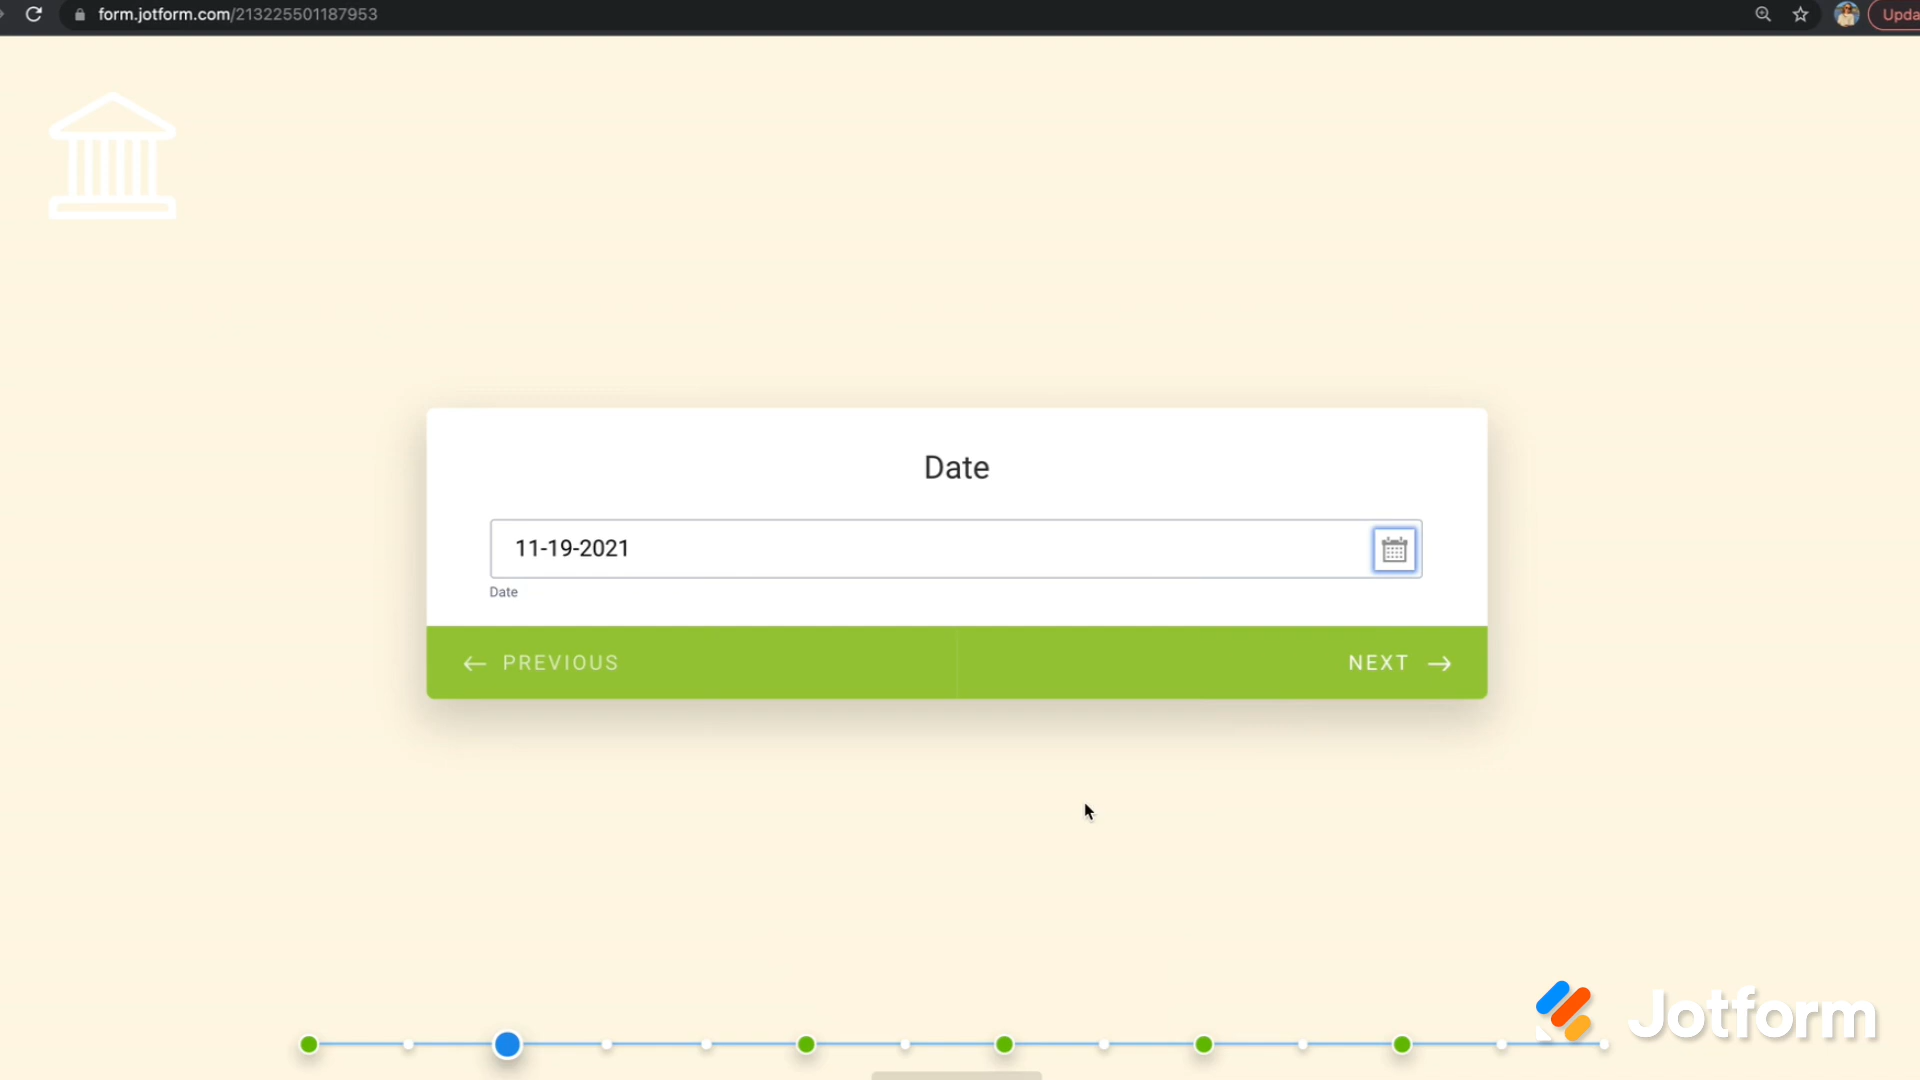 form.jotform.com/213225501187953
Upda
Date
11-19-2021
Date
PREVIOUS
NEXT
Jotform